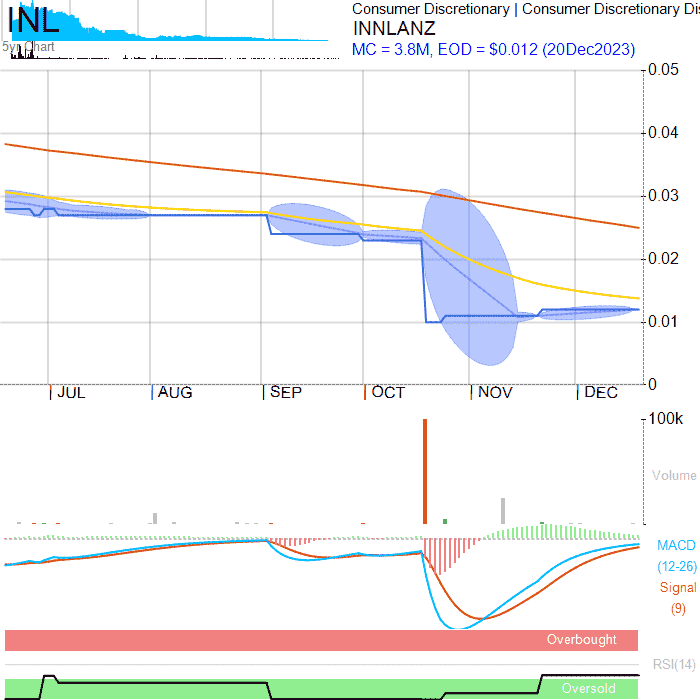 INL
5yr Chart
Consumer Discretionary | Consumer Discretionary Dis
INNLANZ
MC = 3.8M, EOD = $0.012 (20Dec2023)
0.05
0.04
0.03
0.02
0.01
0
JUL AUG SEP OCT NOV DEC
100k
Volume
MACD
(12-26)
Signal
(9)
Overbought
RSI(14)
Oversold